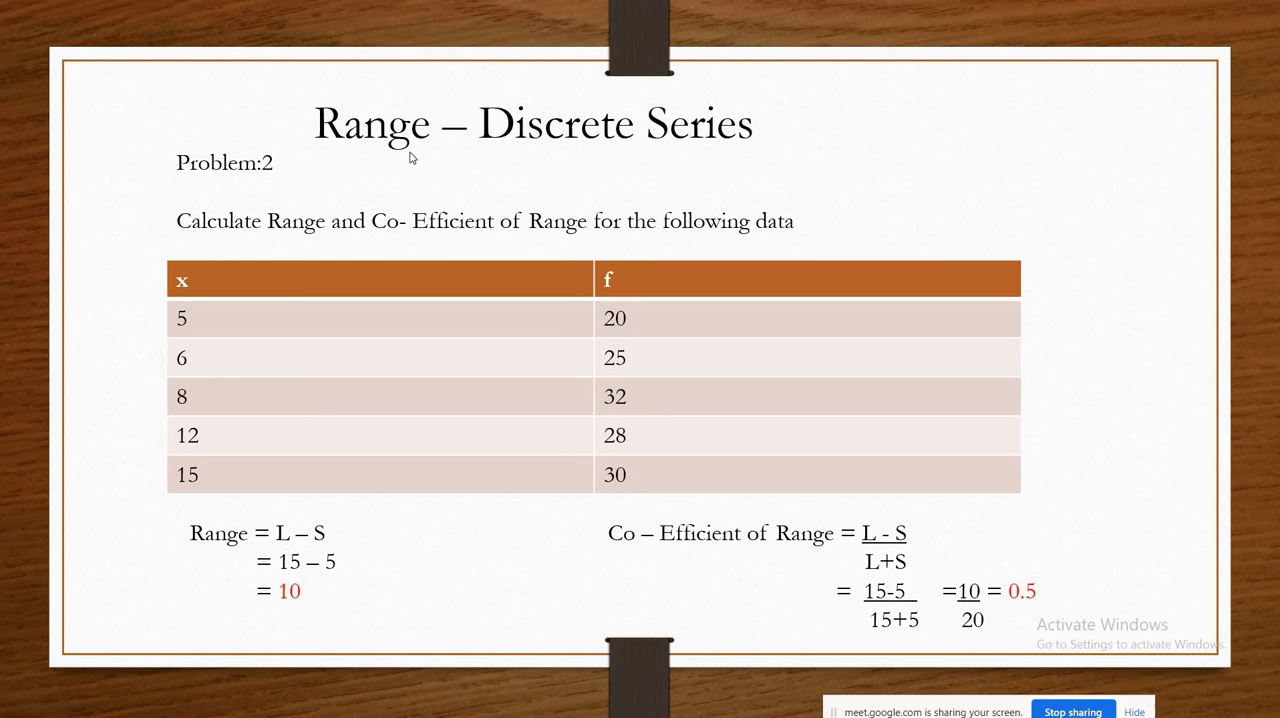 Range – Discrete Series
Problem:2
Calculate Range and Co- Efficient of Range for the following data
x f
5 20
6 25
8 32
12 28
15 30
Range = L – S
= 15 – 5
= 10
Co – Efficient of Range = L - S
L+S
= 15-5 =10 = 0.5
15+5 20
Activate Windows
Go to Settings to activate Windows.
meet.google.com is sharing your screen. Stop sharing Hide